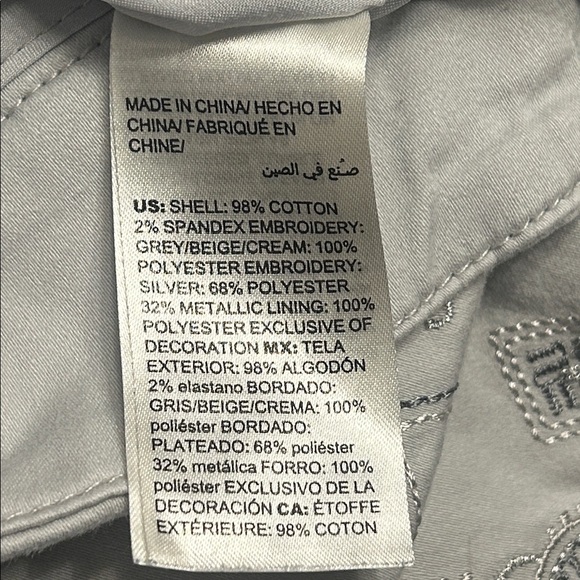 MADE IN CHINA/ HECHO EN
CHINA/ FABRIQUÉ EN
CHINE/
صُنع في الصين
US: SHELL: 98% COTTON
2% SPANDEX EMBROIDERY:
GREY/BEIGE/CREAM: 100%
POLYESTER EMBROIDERY:
SILVER: 68% POLYESTER
32% METALLIC LINING: 100%
POLYESTER EXCLUSIVE OF
DECORATION MX: TELA
EXTERIOR: 98% ALGODÓN
2% elastano BORDADO:
GRIS/BEIGE/CREMA: 100%
poliéster BORDADO:
PLATEADO: 68% poliéster
32% metálica FORRO: 100%
poliéster EXCLUSIVO DE LA
DECORACIÓN CA: ÉTOFFE
EXTÉRIEURE: 98% COTON